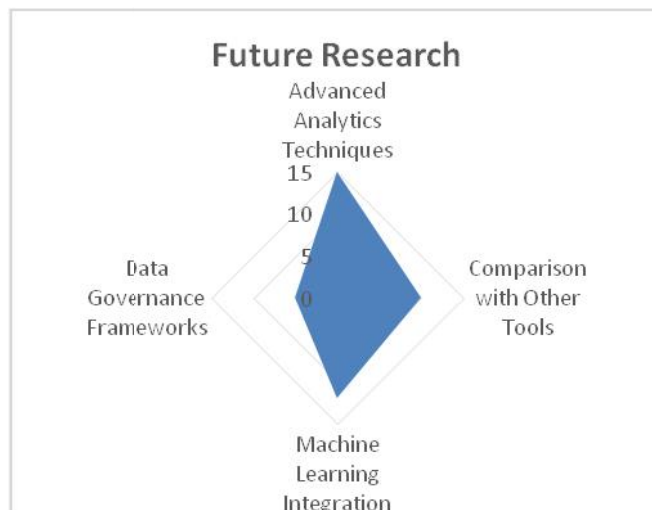 Future Research
Advanced
Analytics
Techniques
15
10
5
0
Data
Governance
Frameworks
Comparison
with Other
Tools
Machine
Learning
Integration